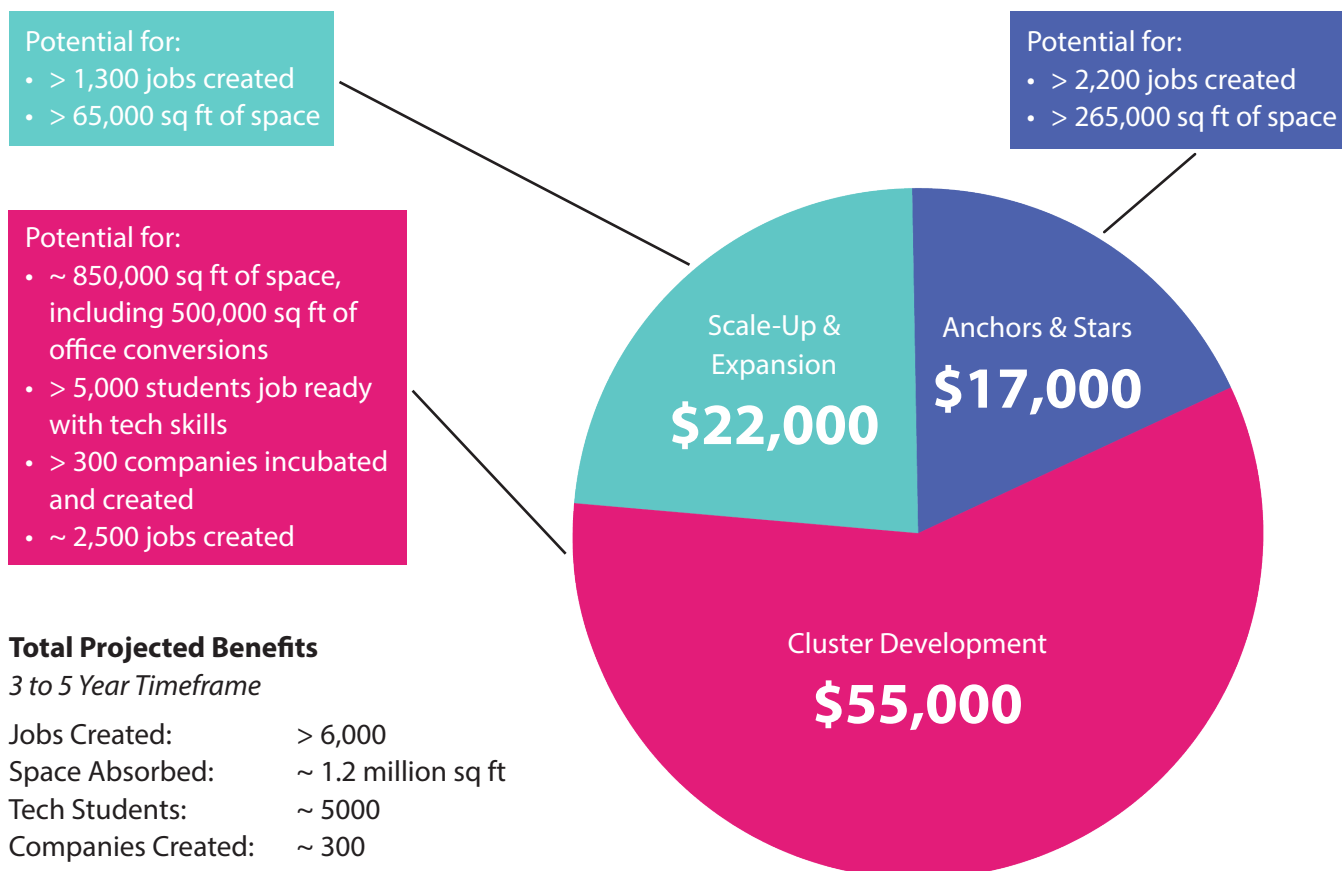 Potential for:
• > 1,300 jobs created
• > 65,000 sq ft of space
Potential for:
• > 2,200 jobs created
• > 265,000 sq ft of space
Potential for:
• ~ 850,000 sq ft of space,
including 500,000 sq ft of
office conversions
• > 5,000 students job ready
with tech skills
• > 300 companies incubated
and created
• ~ 2,500 jobs created
Scale-Up &
Expansion
$22,000
Anchors & Stars
$17,000
Cluster Development
$55,000
Total Projected Benefits
3 to 5 Year Timeframe
Jobs Created: > 6,000
Space Absorbed: ~ 1.2 million sq ft
Tech Students: ~ 5000
Companies Created: ~ 300